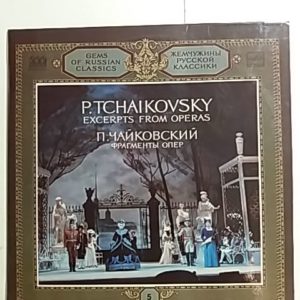 GEMS
OF RUSSIAN
CLASSICS
ЖЕМЧУЖИНЫ
РУССКОЙ
КЛАССИКИ
P. TCHAIKOVSKY
EXCERPTS FROM OPERAS
П. ЧАЙКОВСКИЙ
ФРАГМЕНТЫ ОПЕР
5